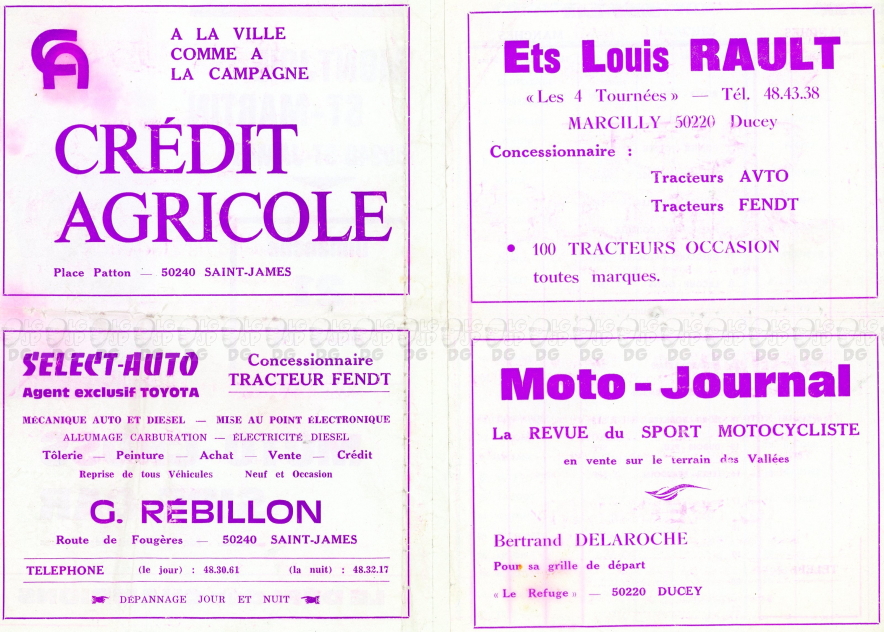 A LA VILLE
COMME A
LA CAMPAGNE
CRÉDIT
AGRICOLE
Place Patton — 50240 SAINT-JAMES
Ets Louis RAULT
«Les 4 Tournées» — Tél. 48.43.38
MARCILLY 50220 Ducey
Concessionnaire :
Tracteurs AVTO
Tracteurs FENDT
• 100 TRACTEURS OCCASION
toutes marques.
SELECT-AUTO
Agent exclusif TOYOTA
Concessionnaire
TRACTEUR FENDT
MÉCANIQUE AUTO ET DIESEL — MISE AU POINT ÉLECTRONIQUE
ALLUMAGE CARBURATION — ÉLECTRICITÉ DIESEL
Tôlerie — Peinture — Achat — Vente — Crédit
Reprise de tous Véhicules Neuf et Occasion
G. RÉBILLON
Route de Fougères — 50240 SAINT-JAMES
TELEPHONE (le jour) : 48.30.61 (la nuit) : 48.32.17
DÉPANNAGE JOUR ET NUIT
Moto-Journal
La REVUE du SPORT MOTOCYCLISTE
en vente sur le terrain des Vallées
Bertrand DELAROCHE
Pour sa grille de départ
«Le Refuge» — 50220 DUCEY